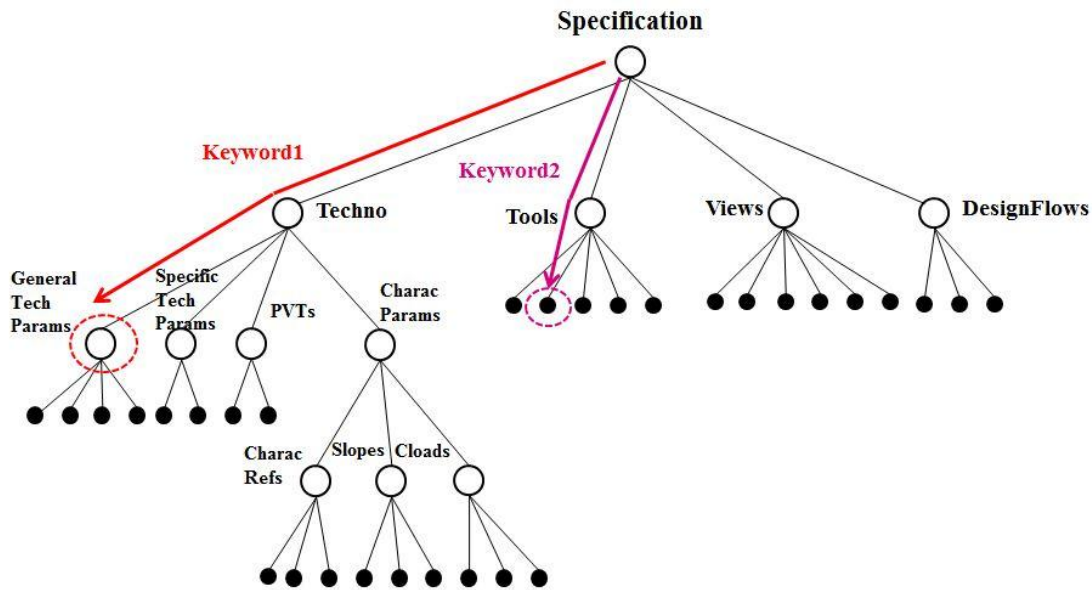 Specification
Keyword1
Keyword2
Techno
Tools
Views
DesignFlows
General
Tech
Params
Specific
Tech
Params
PVTs
Charac
Params
Charac
Refs
Slopes
Cloads